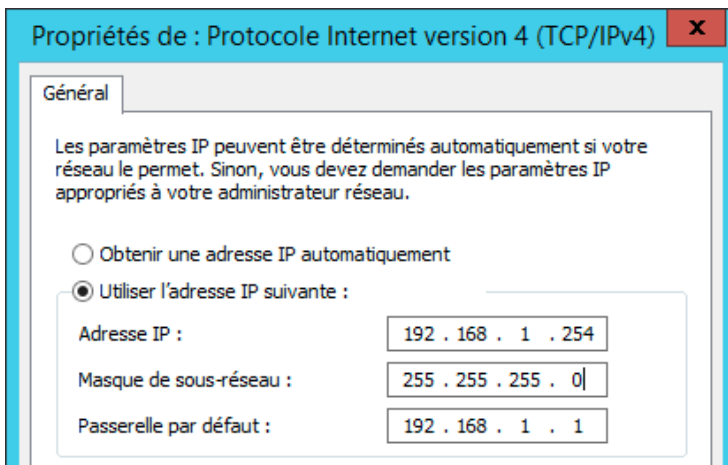 Propriétés de : Protocole Internet version 4 (TCP/IPv4)
x
Général
Les paramètres IP peuvent être déterminés automatiquement si votre
réseau le permet. Sinon, vous devez demander les paramètres IP
appropriés à votre administrateur réseau.
Obtenir une adresse IP automatiquement
Utiliser l'adresse IP suivante :
Adresse IP : 192 . 168 . 1 . 254
Masque de sous-réseau : 255 . 255 . 255 . 0
Passerelle par défaut : 192 . 168 . 1 . 1